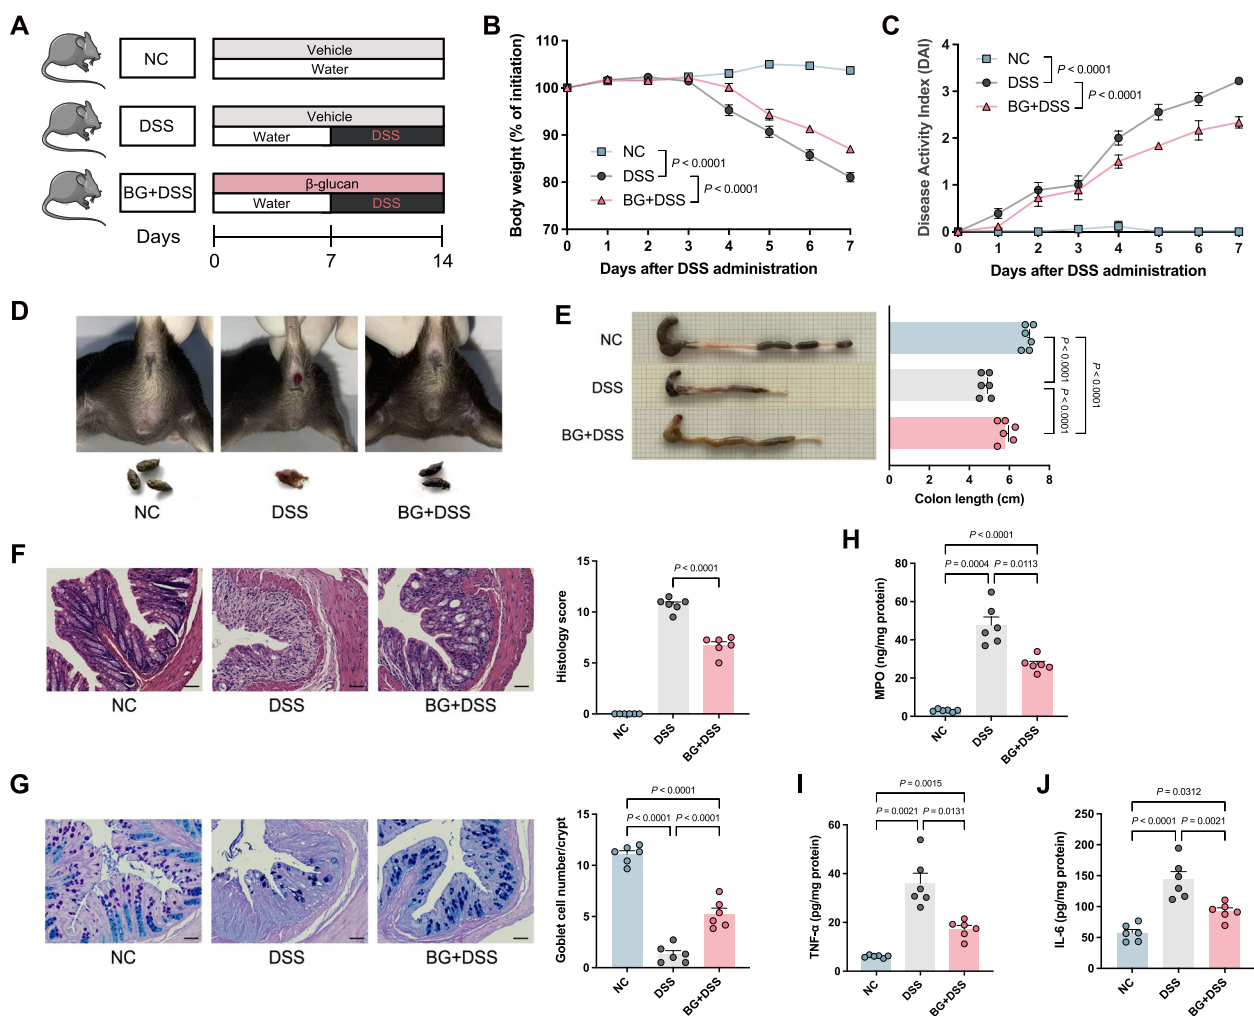 A
NC
Vehicle
Water
DSS
Vehicle
Water
DSS
BG+DSS
β-glucan
Water
DSS
Days
0
7
14
B
Body weight (% of initiation)
110
100
90
80
70
NC
DSS
BG+DSS
P < 0.0001
P < 0.0001
0 1 2 3 4 5 6 7
Days after DSS administration
C
Disease Activity Index (DAI)
4
3
2
1
0
NC
DSS
BG+DSS
P < 0.0001
P < 0.0001
0 1 2 3 4 5 6 7
Days after DSS administration
D
NC
DSS
BG+DSS
E
NC
DSS
BG+DSS
P < 0.0001
P < 0.0001
P < 0.0001
0 2 4 6 8
Colon length (cm)
F
NC
DSS
BG+DSS
Histology score
15
10
5
0
P < 0.0001
NC
DSS
BG+DSS
H
MPO (ng/mg protein)
80
60
40
20
0
P < 0.0001
P = 0.0004
P = 0.0113
NC
DSS
BG+DSS
G
NC
DSS
BG+DSS
Goblet cell number/crypt
15
10
5
0
P < 0.0001
P < 0.0001
P < 0.0001
NC
DSS
BG+DSS
I
TNF-α (pg/mg protein)
60
40
20
0
P = 0.0015
P = 0.0021
P = 0.0131
NC
DSS
BG+DSS
J
IL-6 (pg/mg protein)
250
200
150
100
50
0
P = 0.0312
P < 0.0001
P = 0.0021
NC
DSS
BG+DSS